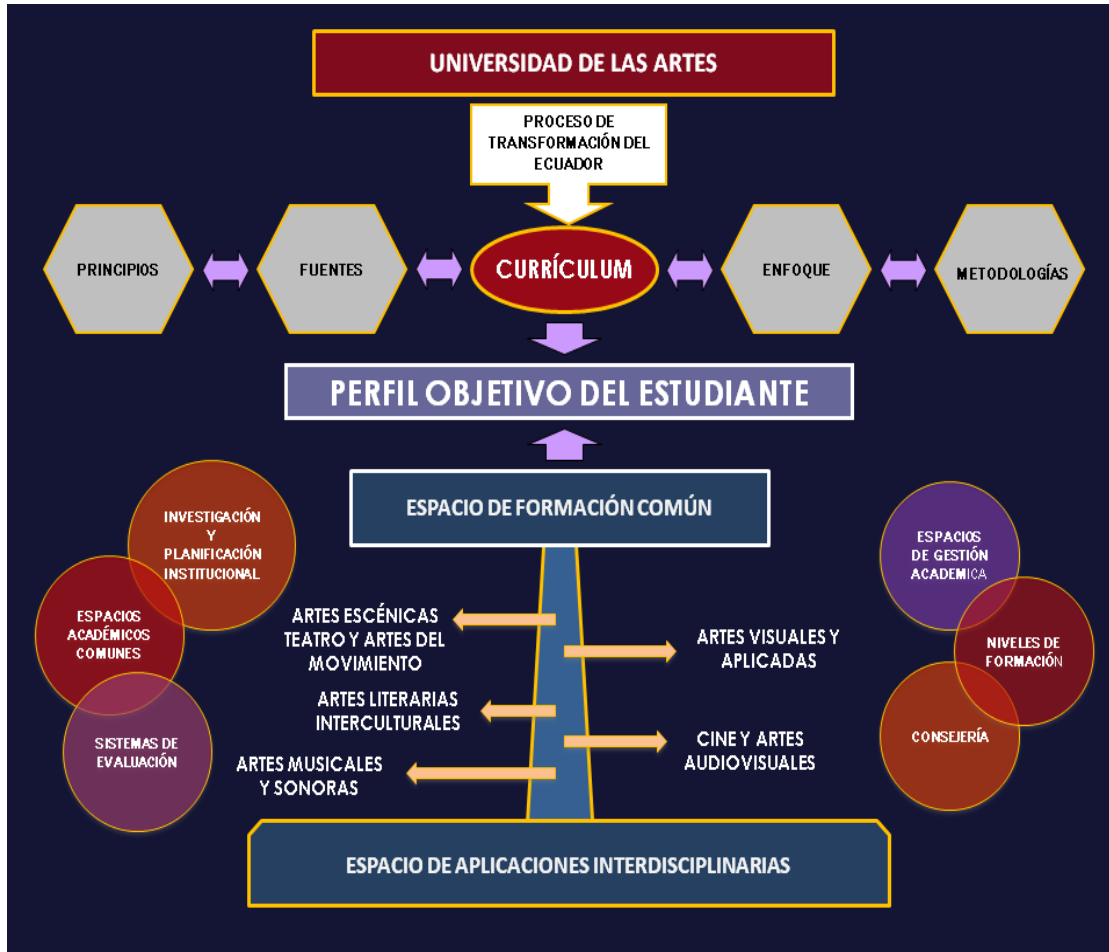 UNIVERSIDAD DE LAS ARTES
PROCESO DE
TRANSFORMACIÓN DEL
ECUADOR
PRINCIPIOS
FUENTES
CURRÍCULUM
ENFOQUE
METODOLOGÍAS
PERFIL OBJETIVO DEL ESTUDIANTE
ESPACIO DE FORMACIÓN COMÚN
INVESTIGACIÓN
Y
PLANIFICACIÓN
INSTITUCIONAL
ESPACIOS
ACADÉMICOS
COMUNES
SISTEMAS DE
EVALUACIÓN
ARTES ESCÉNICAS
TEATRO Y ARTES DEL
MOVIMIENTO
ARTES LITERARIAS
INTERCULTURALES
ARTES MUSICALES
Y SONORAS
ARTES VISUALES Y
APLICADAS
CINE Y ARTES
AUDIOVISUALES
ESPACIOS
DE GESTIÓN
ACADEMICA
NIVELES DE
FORMACIÓN
CONSEJERÍA
ESPACIO DE APLICACIONES INTERDISCIPLINARIAS